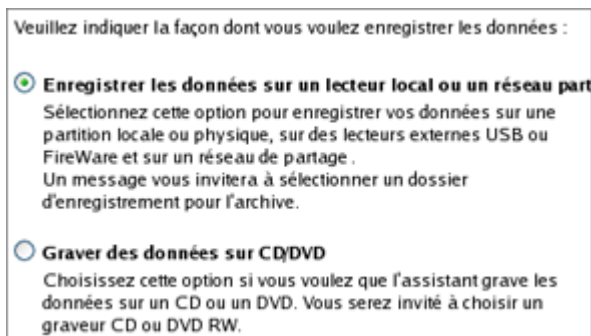 Veuillez indiquer la façon dont vous voulez enregistrer les données :
Enregistrer les données sur un lecteur local ou un réseau part
Sélectionnez cette option pour enregistrer vos données sur une
partition locale ou physique, sur des lecteurs externes USB ou
FireWare et sur un réseau de partage .
Un message vous invitera à sélectionner un dossier
d'enregistrement pour l'archive.
Graver des données sur CD/DVD
Choisissez cette option si vous voulez que l'assistant grave les
données sur un CD ou un DVD. Vous serez invité à choisir un
graveur CD ou DVD RW.